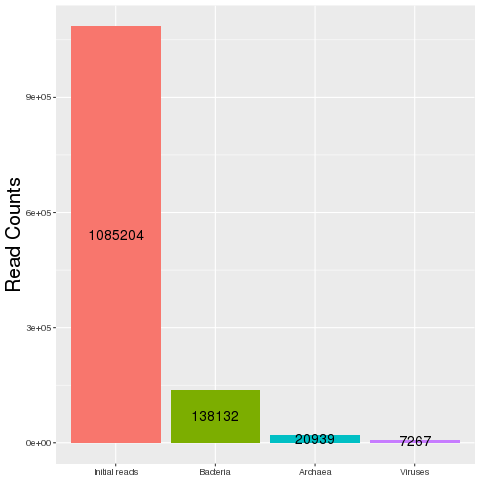 Read Counts
9e+05
6e+05
3e+05
0e+00
1085204
138132
20939
7267
Initial reads
Bacteria
Archaea
Viruses